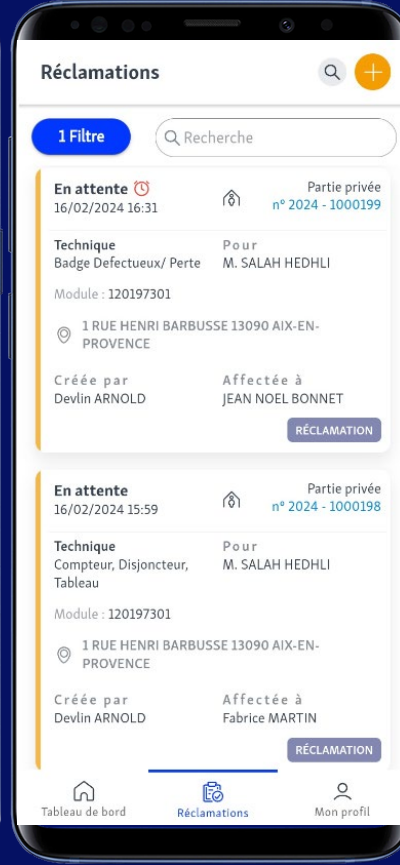 Réclamations
1 Filtre
Recherche
En attente
Partie privée
16/02/2024 16:31
n° 2024 - 1000199
Technique
Pour
Badge Defectueux/ Perte
M. SALAH HEDHLI
Module : 120197301
1 RUE HENRI BARBUSSE 13090 AIX-EN-
PROVENCE
Créée par
Affectée à
Devlin ARNOLD
JEAN NOEL BONNET
RÉCLAMATION
En attente
Partie privée
16/02/2024 15:59
n° 2024 - 1000198
Technique
Pour
Compteur, Disjoncteur,
M. SALAH HEDHLI
Tableau
Module : 120197301
1 RUE HENRI BARBUSSE 13090 AIX-EN-
PROVENCE
Créée par
Affectée à
Devlin ARNOLD
Fabrice MARTIN
RÉCLAMATION
Tableau de bord
Réclamations
Mon profil